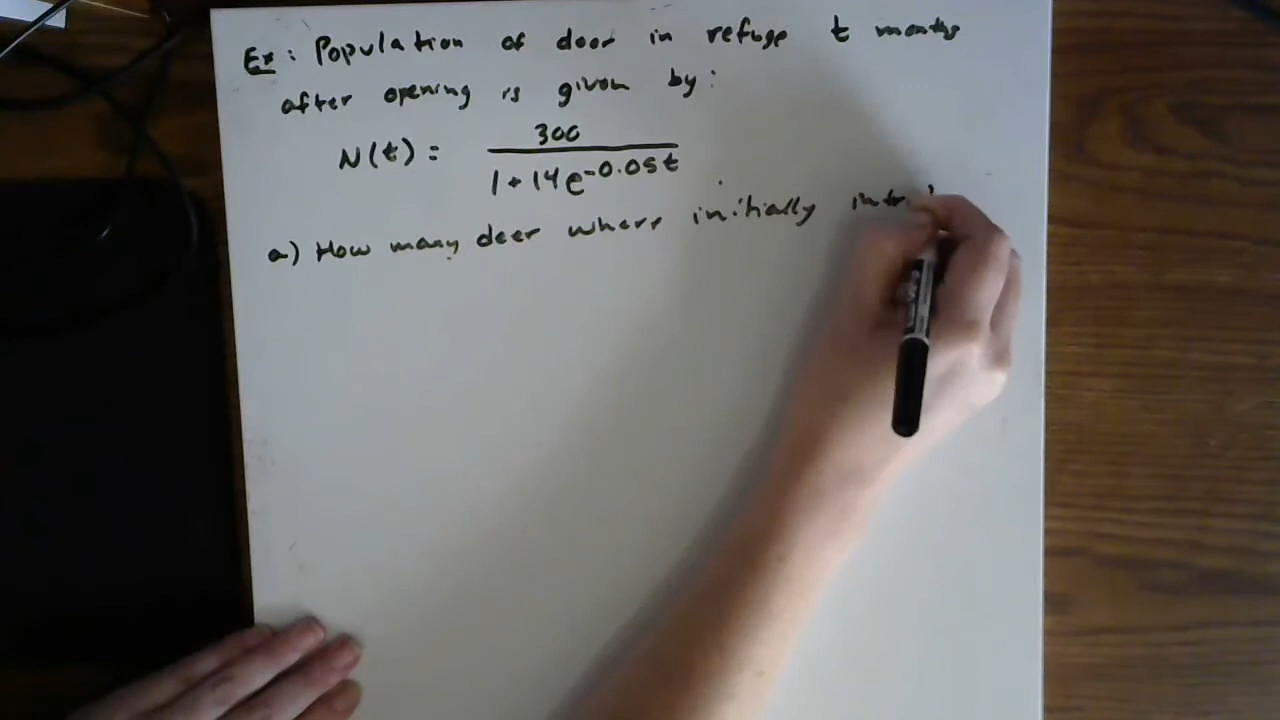 Ex: Population of deer in refuge t months
after opening is given by:
N(t) = 300 / 1 + 14e^-0.05t
a) How many deer where initially intr